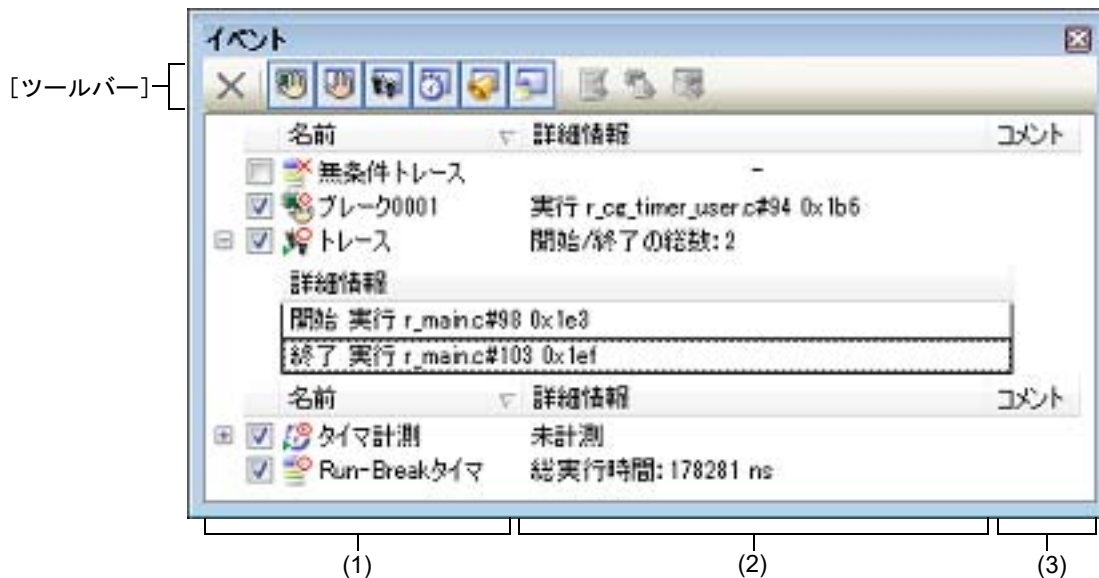 イベント
[ツールバー]
名前 詳細情報 コメント
無条件トレース -
ブレーク0001 実行 r_cg_timer_user.c#94 0x1b6
トレース 開始/終了の総数: 2
詳細情報
開始 実行 r_main.c#98 0x1e3
終了 実行 r_main.c#103 0x1ef
名前 詳細情報 コメント
タイマ計測 未計測
Run-Breakタイマ 総実行時間: 178281 ns
(1) (2) (3)